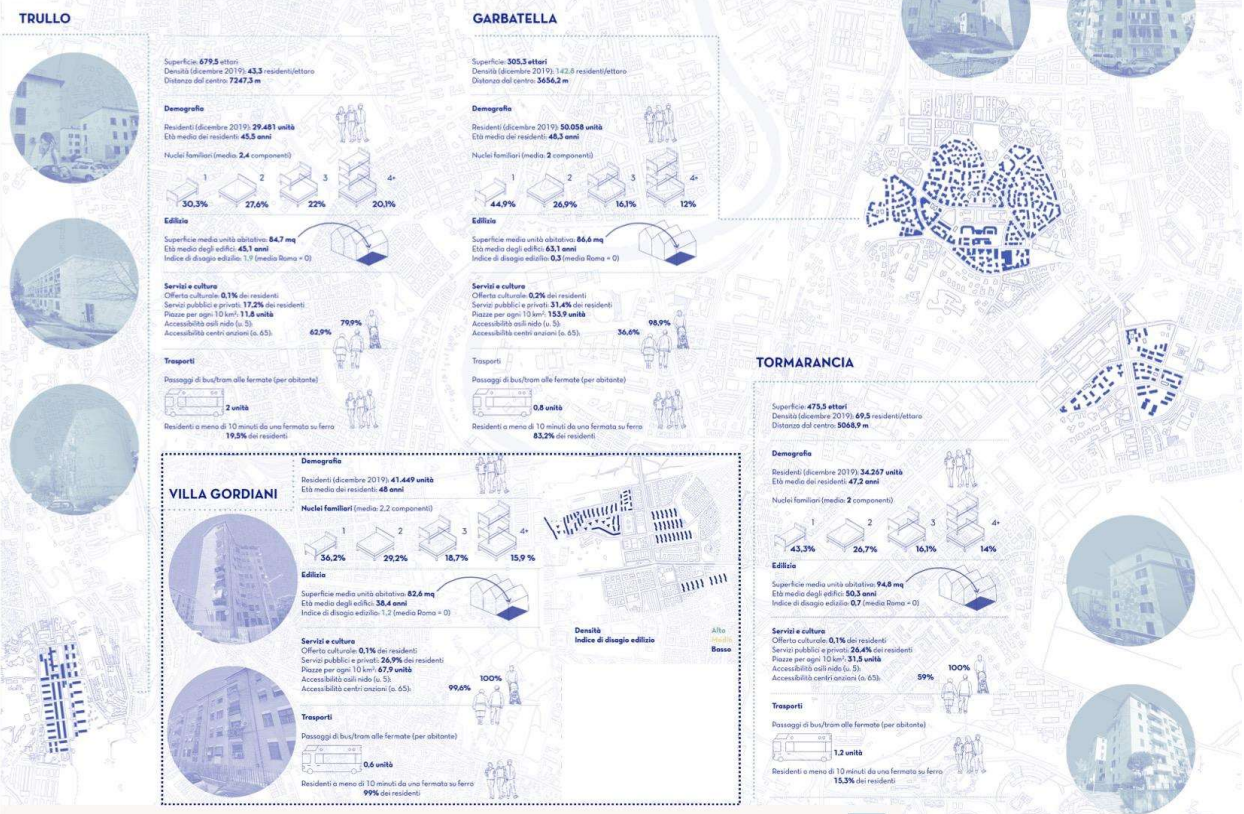 TRULLO
Superficie: 679,5 ettari
Densità (dicembre 2019): 43,3 residenti/ettaro
Distanza dal centro: 7247,3 m
Demografia
Residenti (dicembre 2019): 29.481 unità
Età media dei residenti: 45,5 anni
Nuclei familiari (media: 2,4 componenti)
1 2 3 4+
30,3% 27,6% 22% 20,1%
Edilizia
Superficie media unità abitativa: 84,7 mq
Età media degli edifici: 45,1 anni
Indice di disagio edizilio: 1,9 (media Roma = 0)
Servizi e cultura
Offerta culturale: 0,1% dei residenti
Servizi pubblici e privati: 17,2% dei residenti
Piazze per ogni 10 km²: 11,8 unità
Accessibilità asili nido (u. 5): 79,9%
Accessibilità centri anziani (o. 65): 62,9%
Trasporti
Passaggi di bus/tram alle fermate (per abitante)
2 unità
Residenti a meno di 10 minuti da una fermata su ferro
19,5% dei residenti
GARBATELLA
Superficie: 305,3 ettari
Densità (dicembre 2019): 142,8 residenti/ettaro
Distanza dal centro: 3656,2 m
Demografia
Residenti (dicembre 2019): 50.058 unità
Età media dei residenti: 48,3 anni
Nuclei familiari (media: 2 componenti)
1 2 3 4+
44,9% 26,9% 16,1% 12%
Edilizia
Superficie media unità abitativa: 86,6 mq
Età media degli edifici: 63,1 anni
Indice di disagio edizilio: 0,3 (media Roma = 0)
Servizi e cultura
Offerta culturale: 0,2% dei residenti
Servizi pubblici e privati: 31,4% dei residenti
Piazze per ogni 10 km²: 153,9 unità
Accessibilità asili nido (u. 5): 98,9%
Accessibilità centri anziani (o. 65): 36,6%
Trasporti
Passaggi di bus/tram alle fermate (per abitante)
0,8 unità
Residenti a meno di 10 minuti da una fermata su ferro
83,2% dei residenti
VILLA GORDIANI
Demografia
Residenti (dicembre 2019): 41.449 unità
Età media dei residenti: 48 anni
Nuclei familiari (media: 2,2 componenti)
1 2 3 4+
36,2% 29,2% 18,7% 15,9 %
Edilizia
Superficie media unità abitativa: 82,6 mq
Età media degli edifici: 38,4 anni
Indice di disagio edizilio: 1,2 (media Roma = 0)
Servizi e cultura
Offerta culturale: 0,1% dei residenti
Servizi pubblici e privati: 26,9% dei residenti
Piazze per ogni 10 km²: 67,9 unità
Accessibilità asili nido (u. 5): 100%
Accessibilità centri anziani (o. 65): 99,6%
Trasporti
Passaggi di bus/tram alle fermate (per abitante)
0,6 unità
Residenti a meno di 10 minuti da una fermata su ferro
99% dei residenti
Densità Alto
Indice di disagio edilizio Medio
Basso
TORMARANCIA
Superficie: 475,5 ettari
Densità (dicembre 2019): 69,5 residenti/ettaro
Distanza dal centro: 5068,9 m
Demografia
Residenti (dicembre 2019): 34.267 unità
Età media dei residenti: 47,2 anni
Nuclei familiari (media: 2 componenti)
1 2 3 4+
43,3% 26,7% 16,1% 14%
Edilizia
Superficie media unità abitativa: 94,8 mq
Età media degli edifici: 50,3 anni
Indice di disagio edizilio: 0,7 (media Roma = 0)
Servizi e cultura
Offerta culturale: 0,1% dei residenti
Servizi pubblici e privati: 26,4% dei residenti
Piazze per ogni 10 km²: 31,5 unità
Accessibilità asili nido (u. 5): 100%
Accessibilità centri anziani (o. 65): 59%
Trasporti
Passaggi di bus/tram alle fermate (per abitante)
1,2 unità
Residenti a meno di 10 minuti da una fermata su ferro
15,3% dei residenti